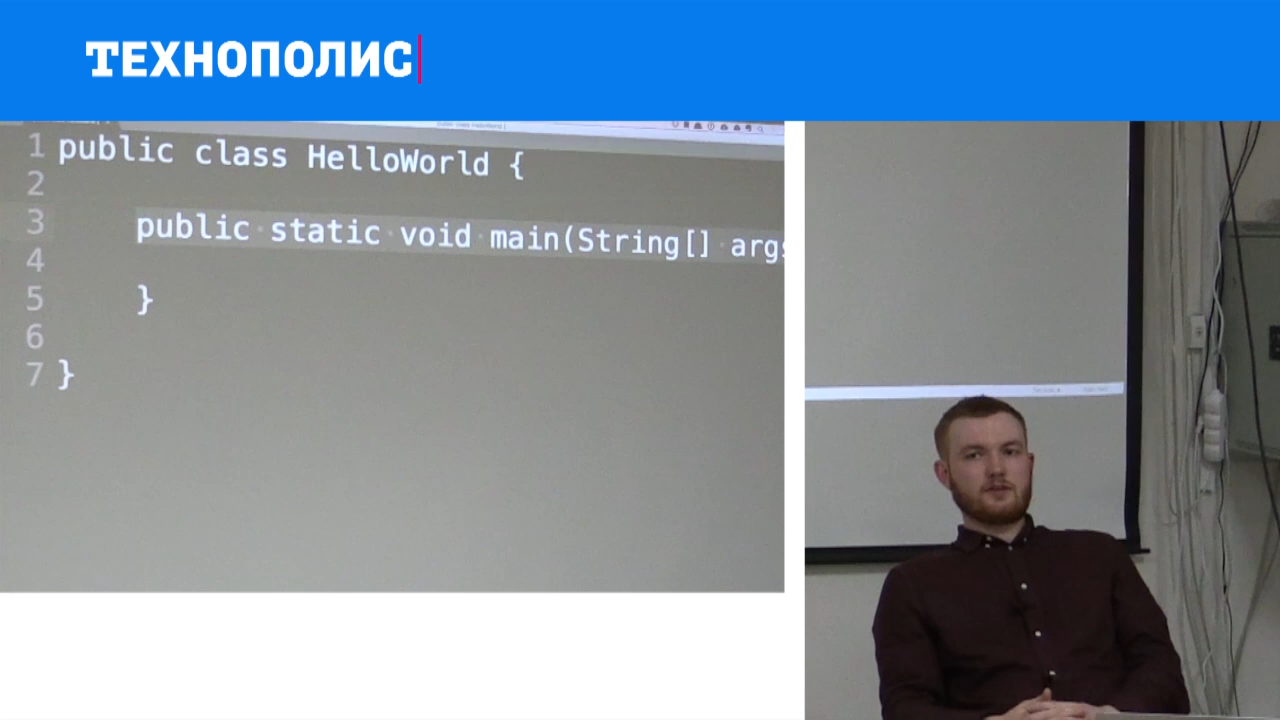 ТЕХНОПОЛИС
1 public class HelloWorld {
2
3 public static void main(String[] args
4
5 }
6
7 }